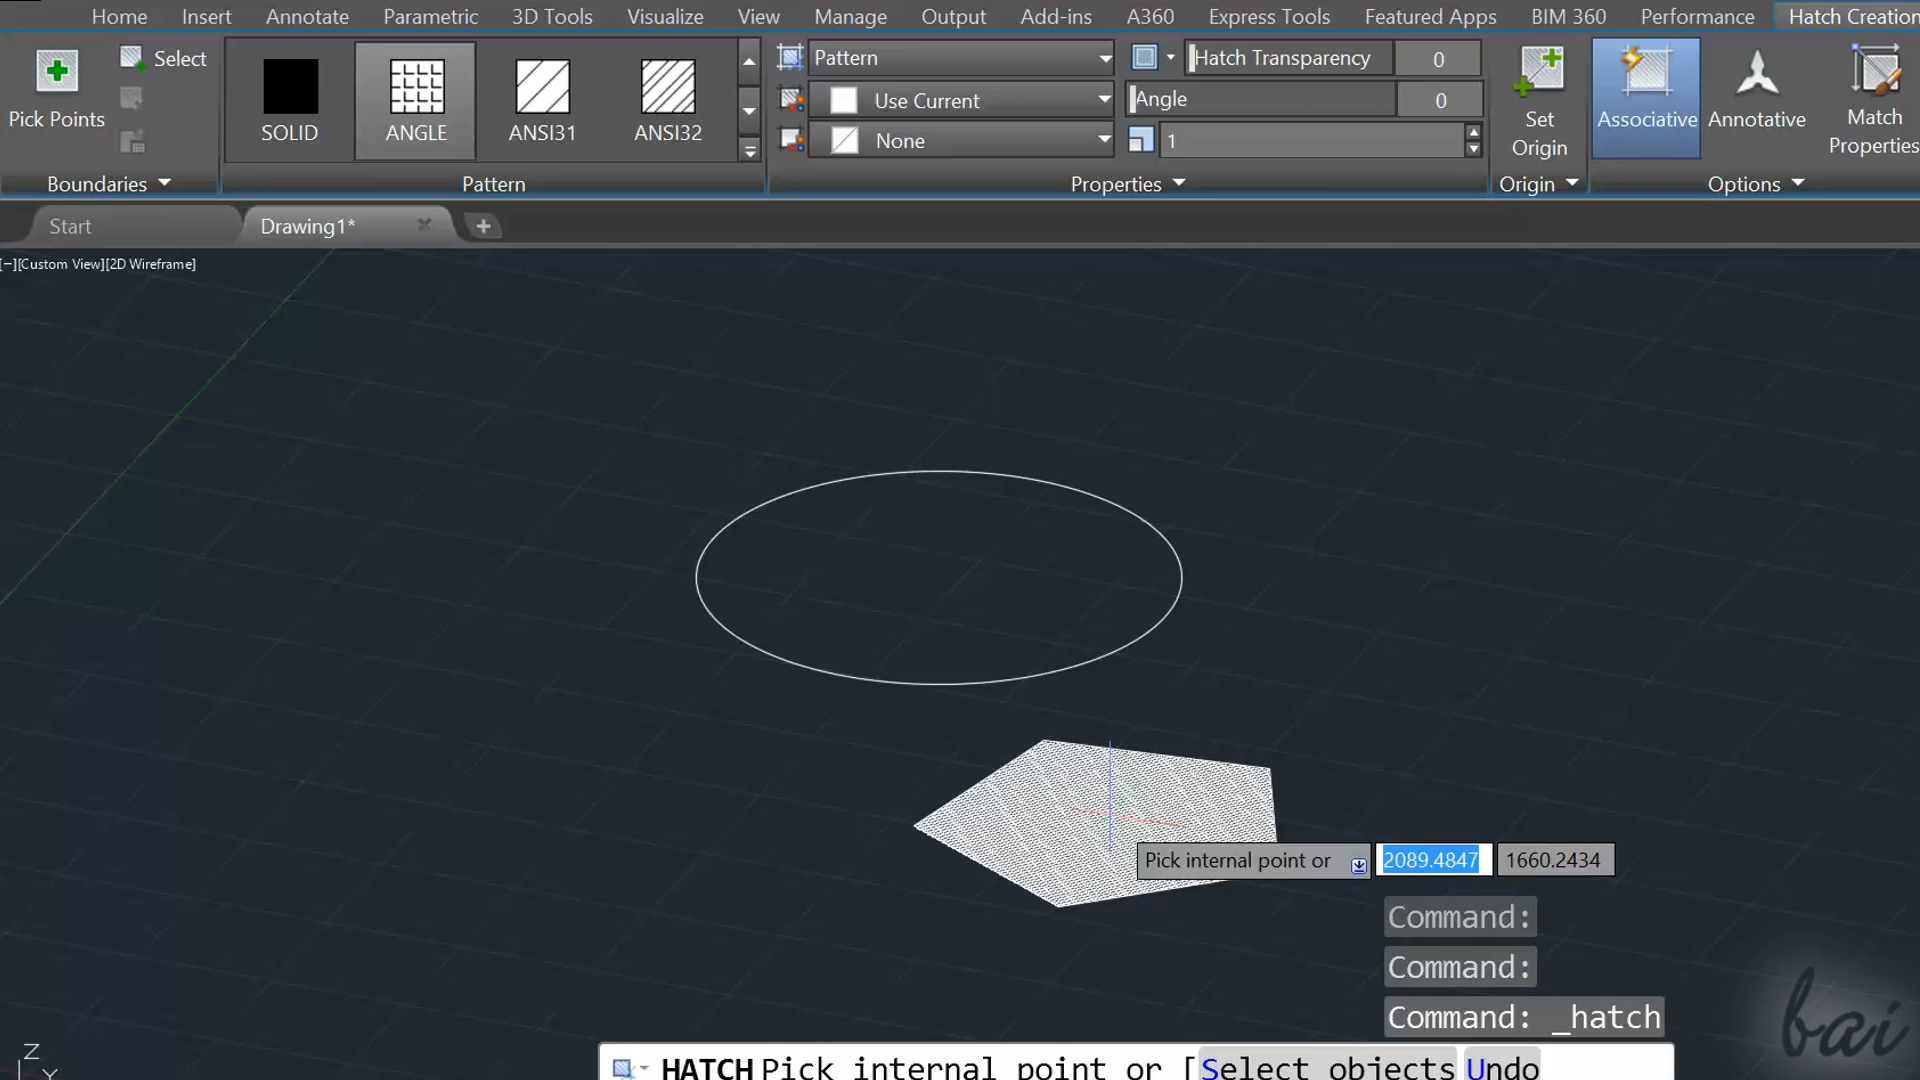 Home Insert Annotate Parametric 3D Tools Visualize View Manage Output Add-ins A360 Express Tools Featured Apps BIM 360 Performance Hatch Creation
Pick Points
Select
SOLID ANGLE ANSI31 ANSI32
Pattern
Use Current
None
Hatch Transparency 0
Angle 0
1
Set Origin
Associative
Annotative
Match Properties
Boundaries Pattern Properties Origin Options
Start Drawing1*
[−][Custom View][2D Wireframe]
Pick internal point or 2089.4847 1660.2434
Command:
Command:
Command: _hatch
HATCH Pick internal point or [Select objects Undo
Z
Y
bai